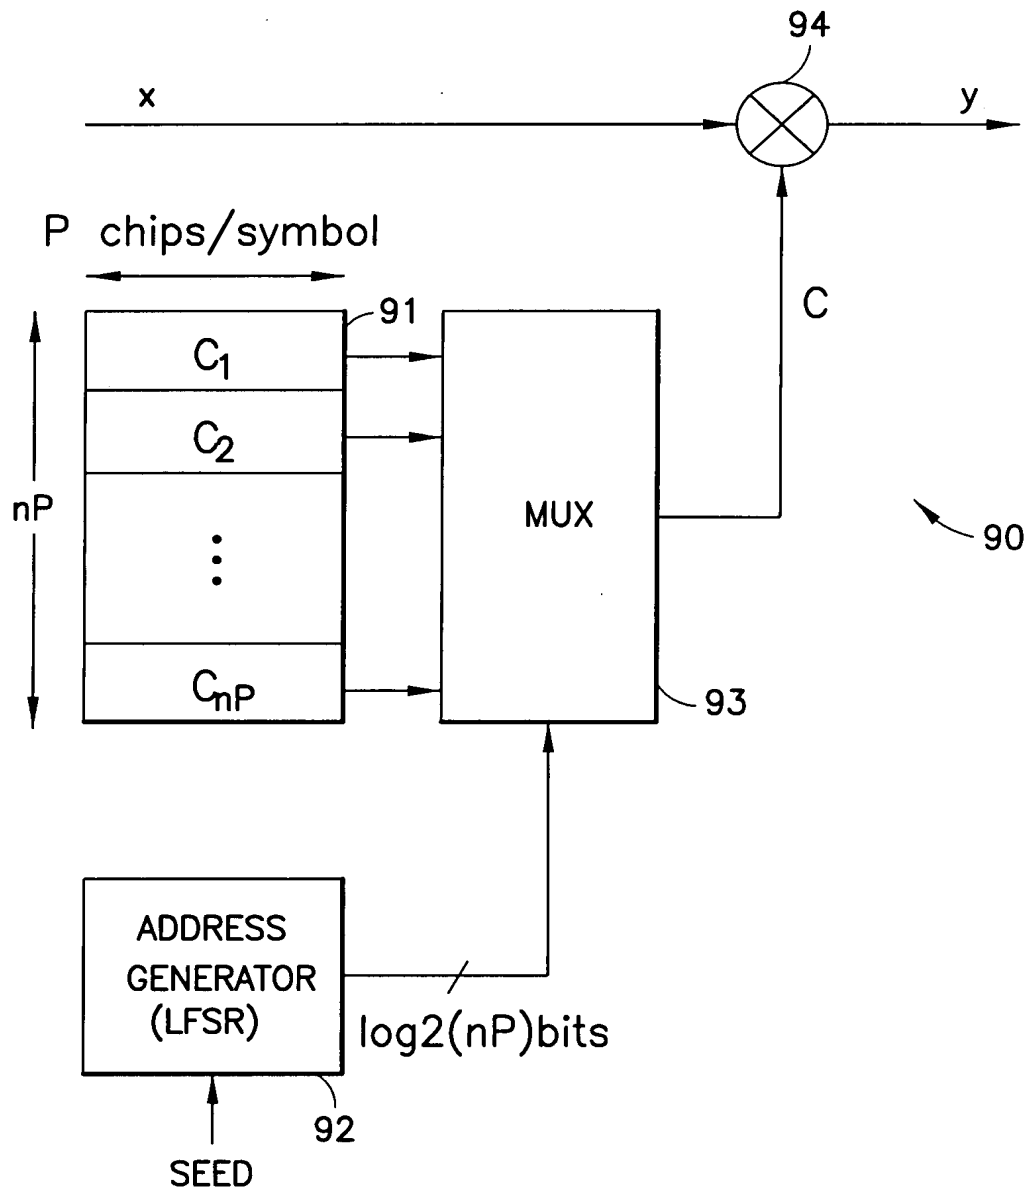 94
x
y
P chips/symbol
91
C1
C
C2
nP
MUX
90
CnP
93
ADDRESS
GENERATOR
(LFSR)
log2(nP)bits
92
SEED